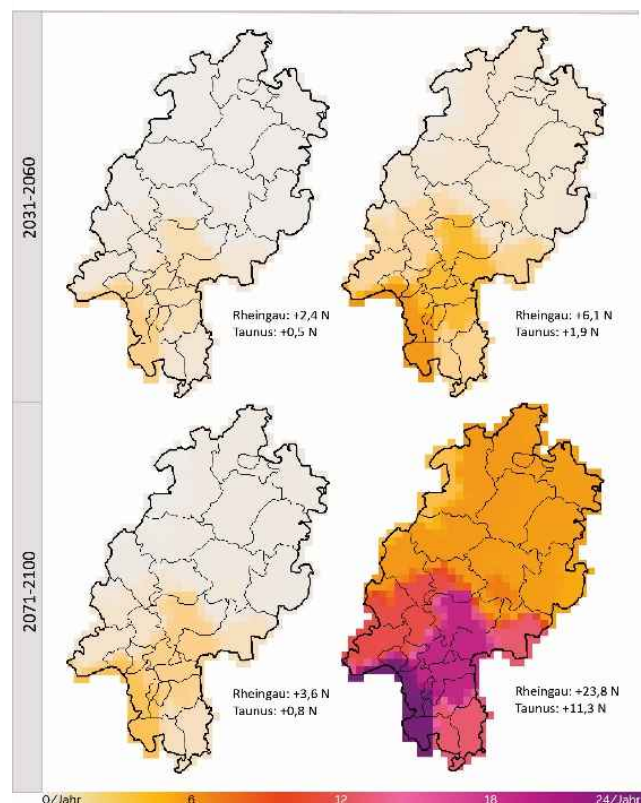 2031-2060
Rheingau: +2,4 N
Taunus: +0,5 N
Rheingau: +6,1 N
Taunus: +1,9 N
2071-2100
Rheingau: +3,6 N
Taunus: +0,8 N
Rheingau: +23,8 N
Taunus: +11,3 N
0/Jahr 6 12 18 24/Jahr